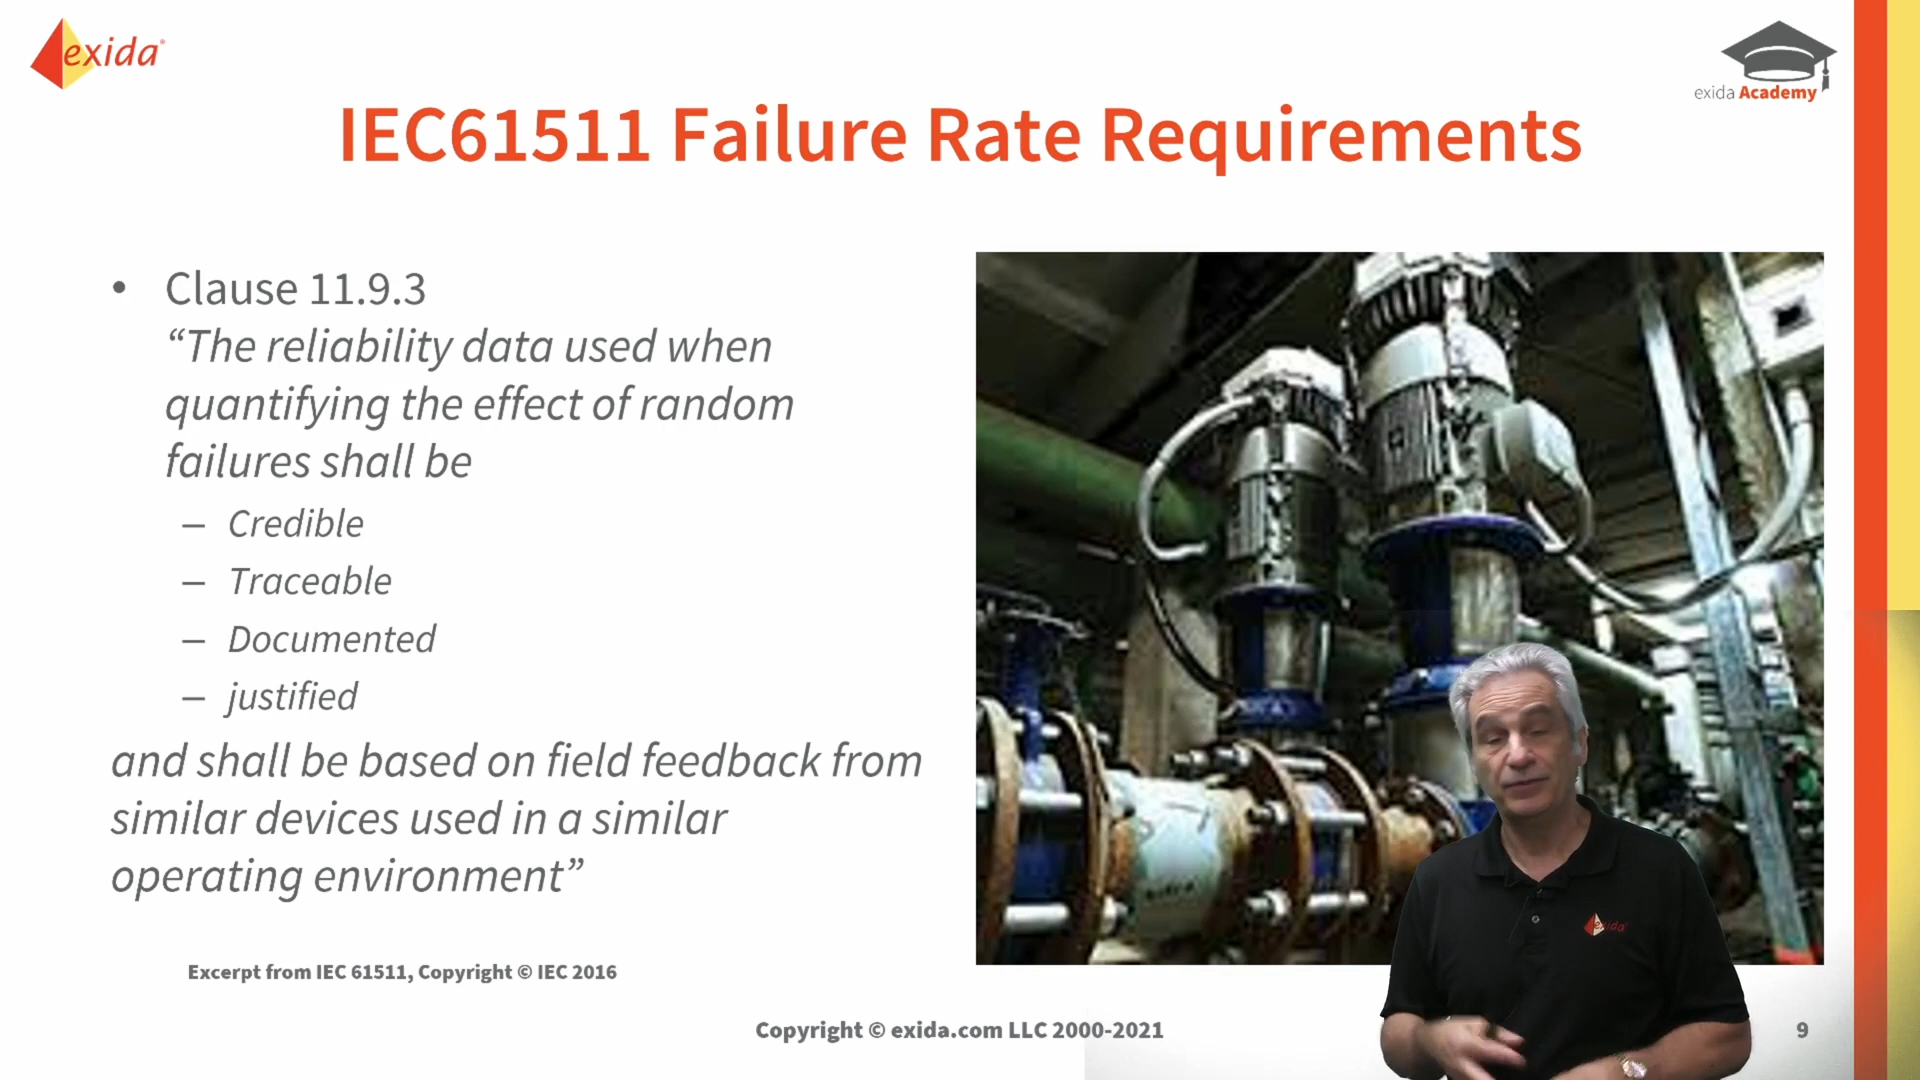 exida
exida Academy
IEC61511 Failure Rate Requirements
• Clause 11.9.3
“The reliability data used when
quantifying the effect of random
failures shall be
– Credible
– Traceable
– Documented
– justified
and shall be based on field feedback from
similar devices used in a similar
operating environment”
Excerpt from IEC 61511, Copyright © IEC 2016
Copyright © exida.com LLC 2000-2021
9
exida